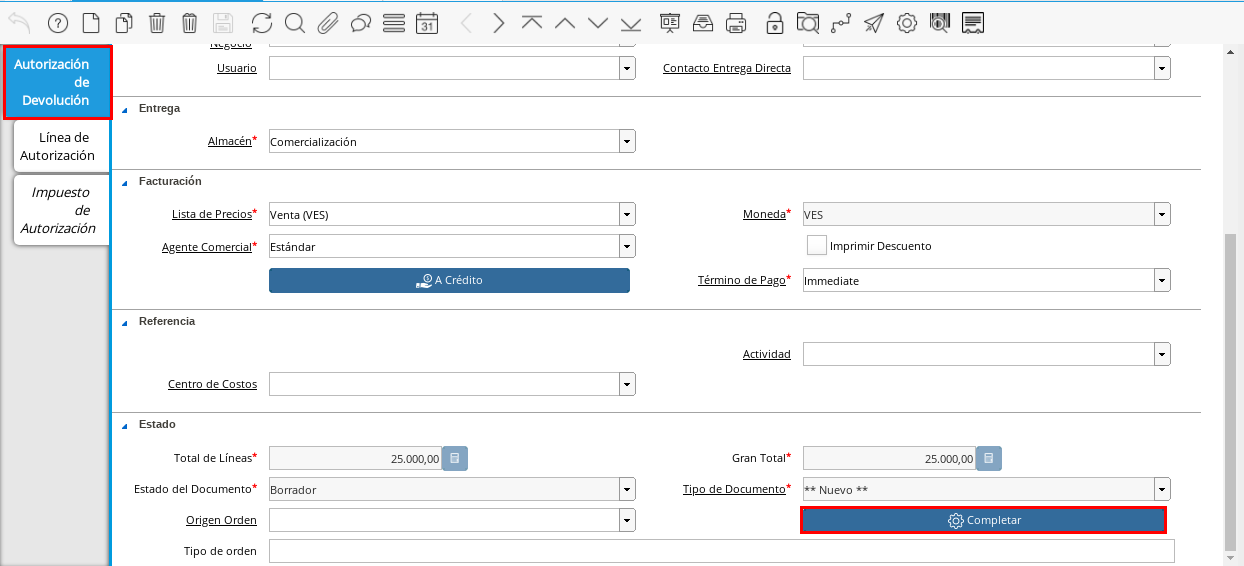 31
Autorización
de
Devolución
Línea de
Autorización
Impuesto
de
Autorización
Negocio
Usuario
Contacto Entrega Directa
Entrega
Almacén* Comercialización
Facturación
Lista de Precios* Venta (VES)
Moneda* VES
Agente Comercial* Estándar
Imprimir Descuento
A Crédito
Término de Pago* Immediate
Referencia
Actividad
Centro de Costos
Estado
Total de Líneas* 25.000,00
Gran Total* 25.000,00
Estado del Documento* Borrador
Tipo de Documento* ** Nuevo **
Origen Orden
Completar
Tipo de orden